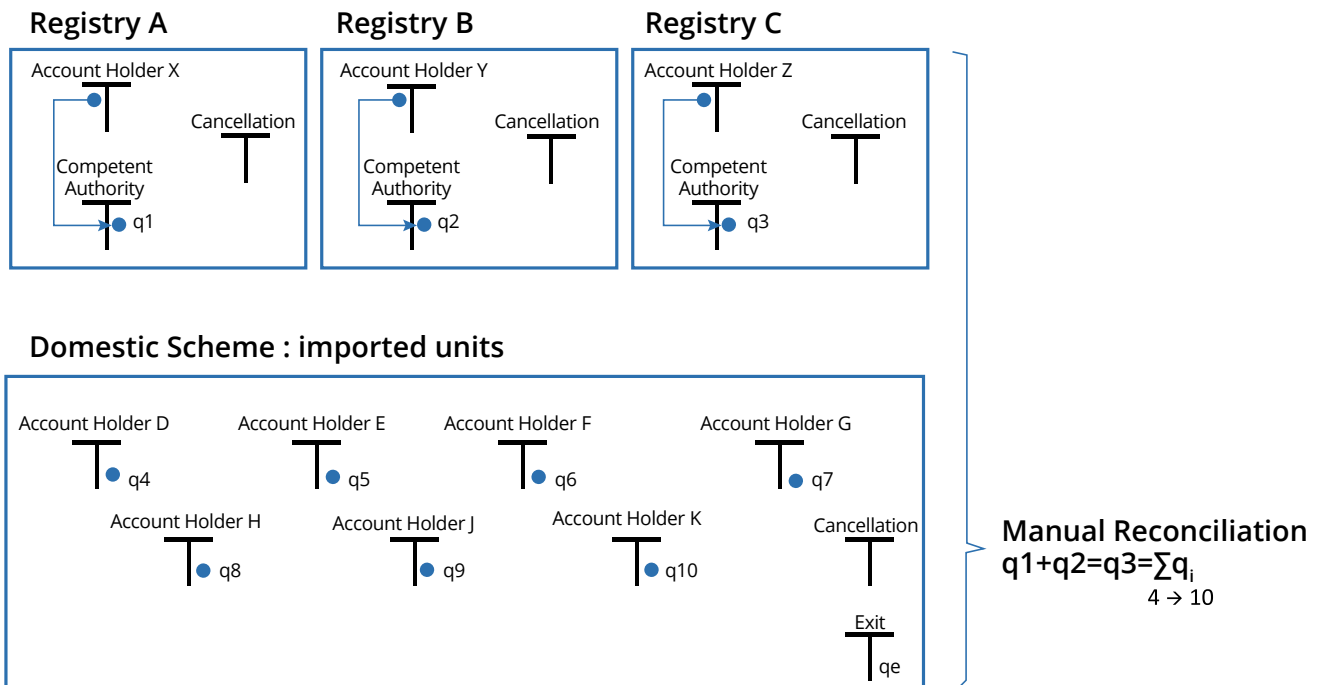 Registry A
Registry B
Registry C
Account Holder X
Cancellation
Competent
Authority
q1
Account Holder Y
Cancellation
Competent
Authority
q2
Account Holder Z
Cancellation
Competent
Authority
q3
Domestic Scheme : imported units
Account Holder D
q4
Account Holder E
q5
Account Holder F
q6
Account Holder G
q7
Account Holder H
q8
Account Holder J
q9
Account Holder K
q10
Cancellation
Exit
qe
Manual Reconciliation
q1+q2=q3=∑qi
4 → 10